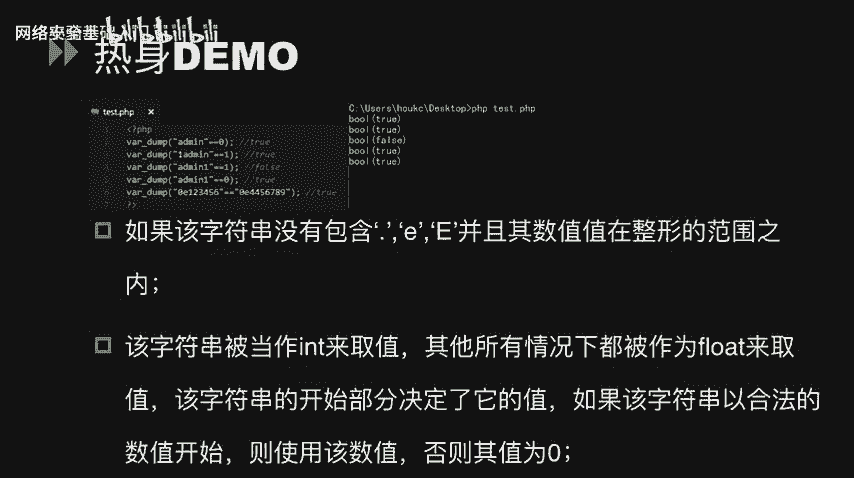 网络安全基础入门
bilibili
热身DEMO
test.php ×
<?php
var_dump("admin"==0); //true
var_dump("1admin"==1); //true
var_dump("admin1"==1); //false
var_dump("admin1"==0); //true
var_dump("0e123456"=="0e4456789"); //true
?>
C:\Users\houkc\Desktop>php test.php
bool(true)
bool(true)
bool(false)
bool(true)
bool(true)
如果该字符串没有包含‘.’,‘e’,‘E’并且其数值值在整形的范围之
内；
该字符串被当作int来取值，其他所有情况下都被作为float来取
值，该字符串的开始部分决定了它的值，如果该字符串以合法的
数值开始，则使用该数值，否则其值为0；